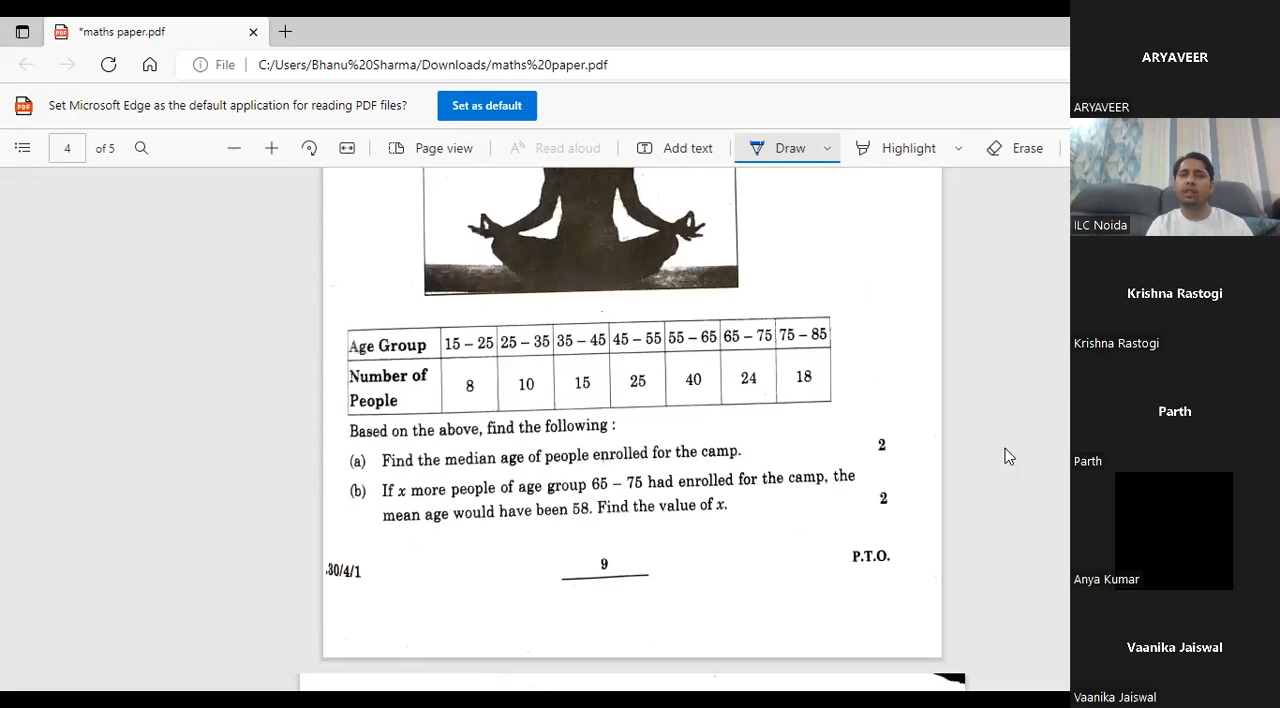 *maths paper.pdf
File C:/Users/Bhanu%20Sharma/Downloads/maths%20paper.pdf
Set Microsoft Edge as the default application for reading PDF files? Set as default
4 of 5 Page view Read aloud Add text Draw Highlight Erase
Age Group 15 – 25 25 – 35 35 – 45 45 – 55 55 – 65 65 – 75 75 – 85
Number of People 8 10 15 25 40 24 18
Based on the above, find the following :
(a) Find the median age of people enrolled for the camp. 2
(b) If x more people of age group 65 – 75 had enrolled for the camp, the
mean age would have been 58. Find the value of x. 2
.30/4/1 9 P.T.O.
ARYAVEER
ARYAVEER
ILC Noida
Krishna Rastogi
Krishna Rastogi
Parth
Parth
Anya Kumar
Vaanika Jaiswal
Vaanika Jaiswal